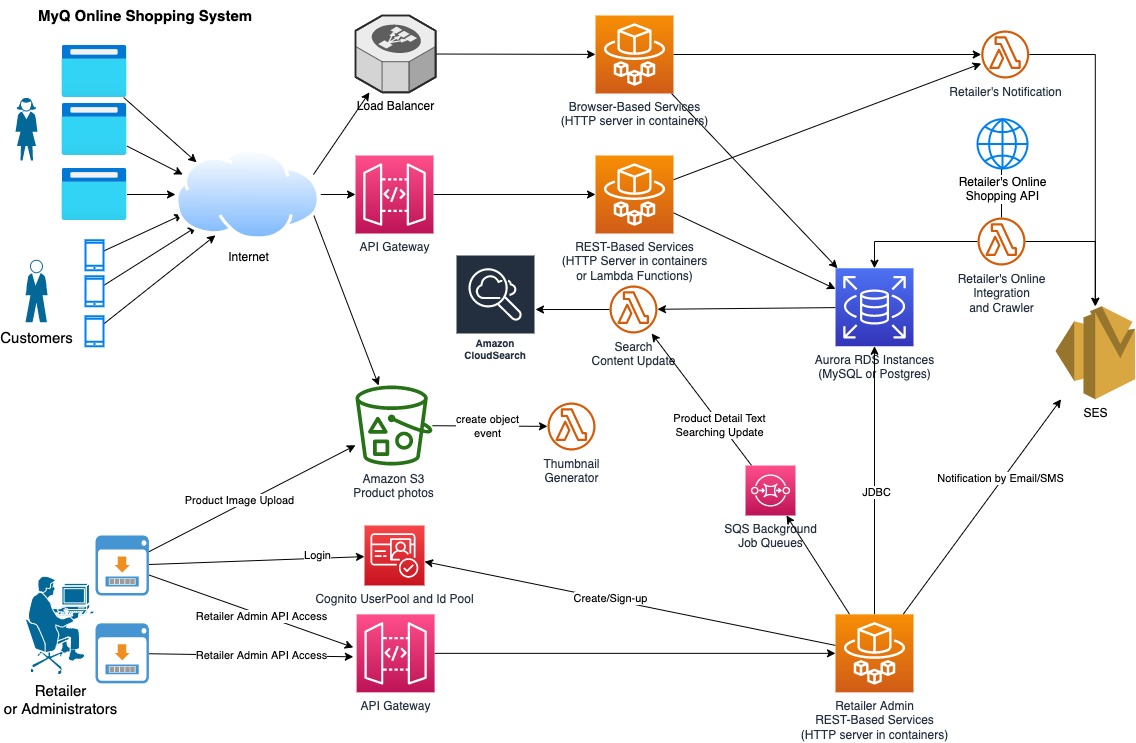 MyQ Online Shopping System
Load Balancer
Browser-Based Services
(HTTP server in containers)
Retailer's Notification
Retailer's Online
Shopping API
API Gateway
REST-Based Services
(HTTP Server in containers
or Lambda Functions)
Internet
Retailer's Online
Integration
and Crawler
Customers
Amazon
CloudSearch
Search
Content Update
Aurora RDS Instances
(MySQL or Postgres)
SES
create object
event
Product Detail Text
Searching Update
Amazon S3
Product photos
Thumbnail
Generator
Notification by Email/SMS
Product Image Upload
JDBC
SQS Background
Job Queues
Login
Cognito UserPool and Id Pool
Create/Sign-up
Retailer Admin API Access
Retailer Admin API Access
Retailer
or Administrators
API Gateway
Retailer Admin
REST-Based Services
(HTTP server in containers)